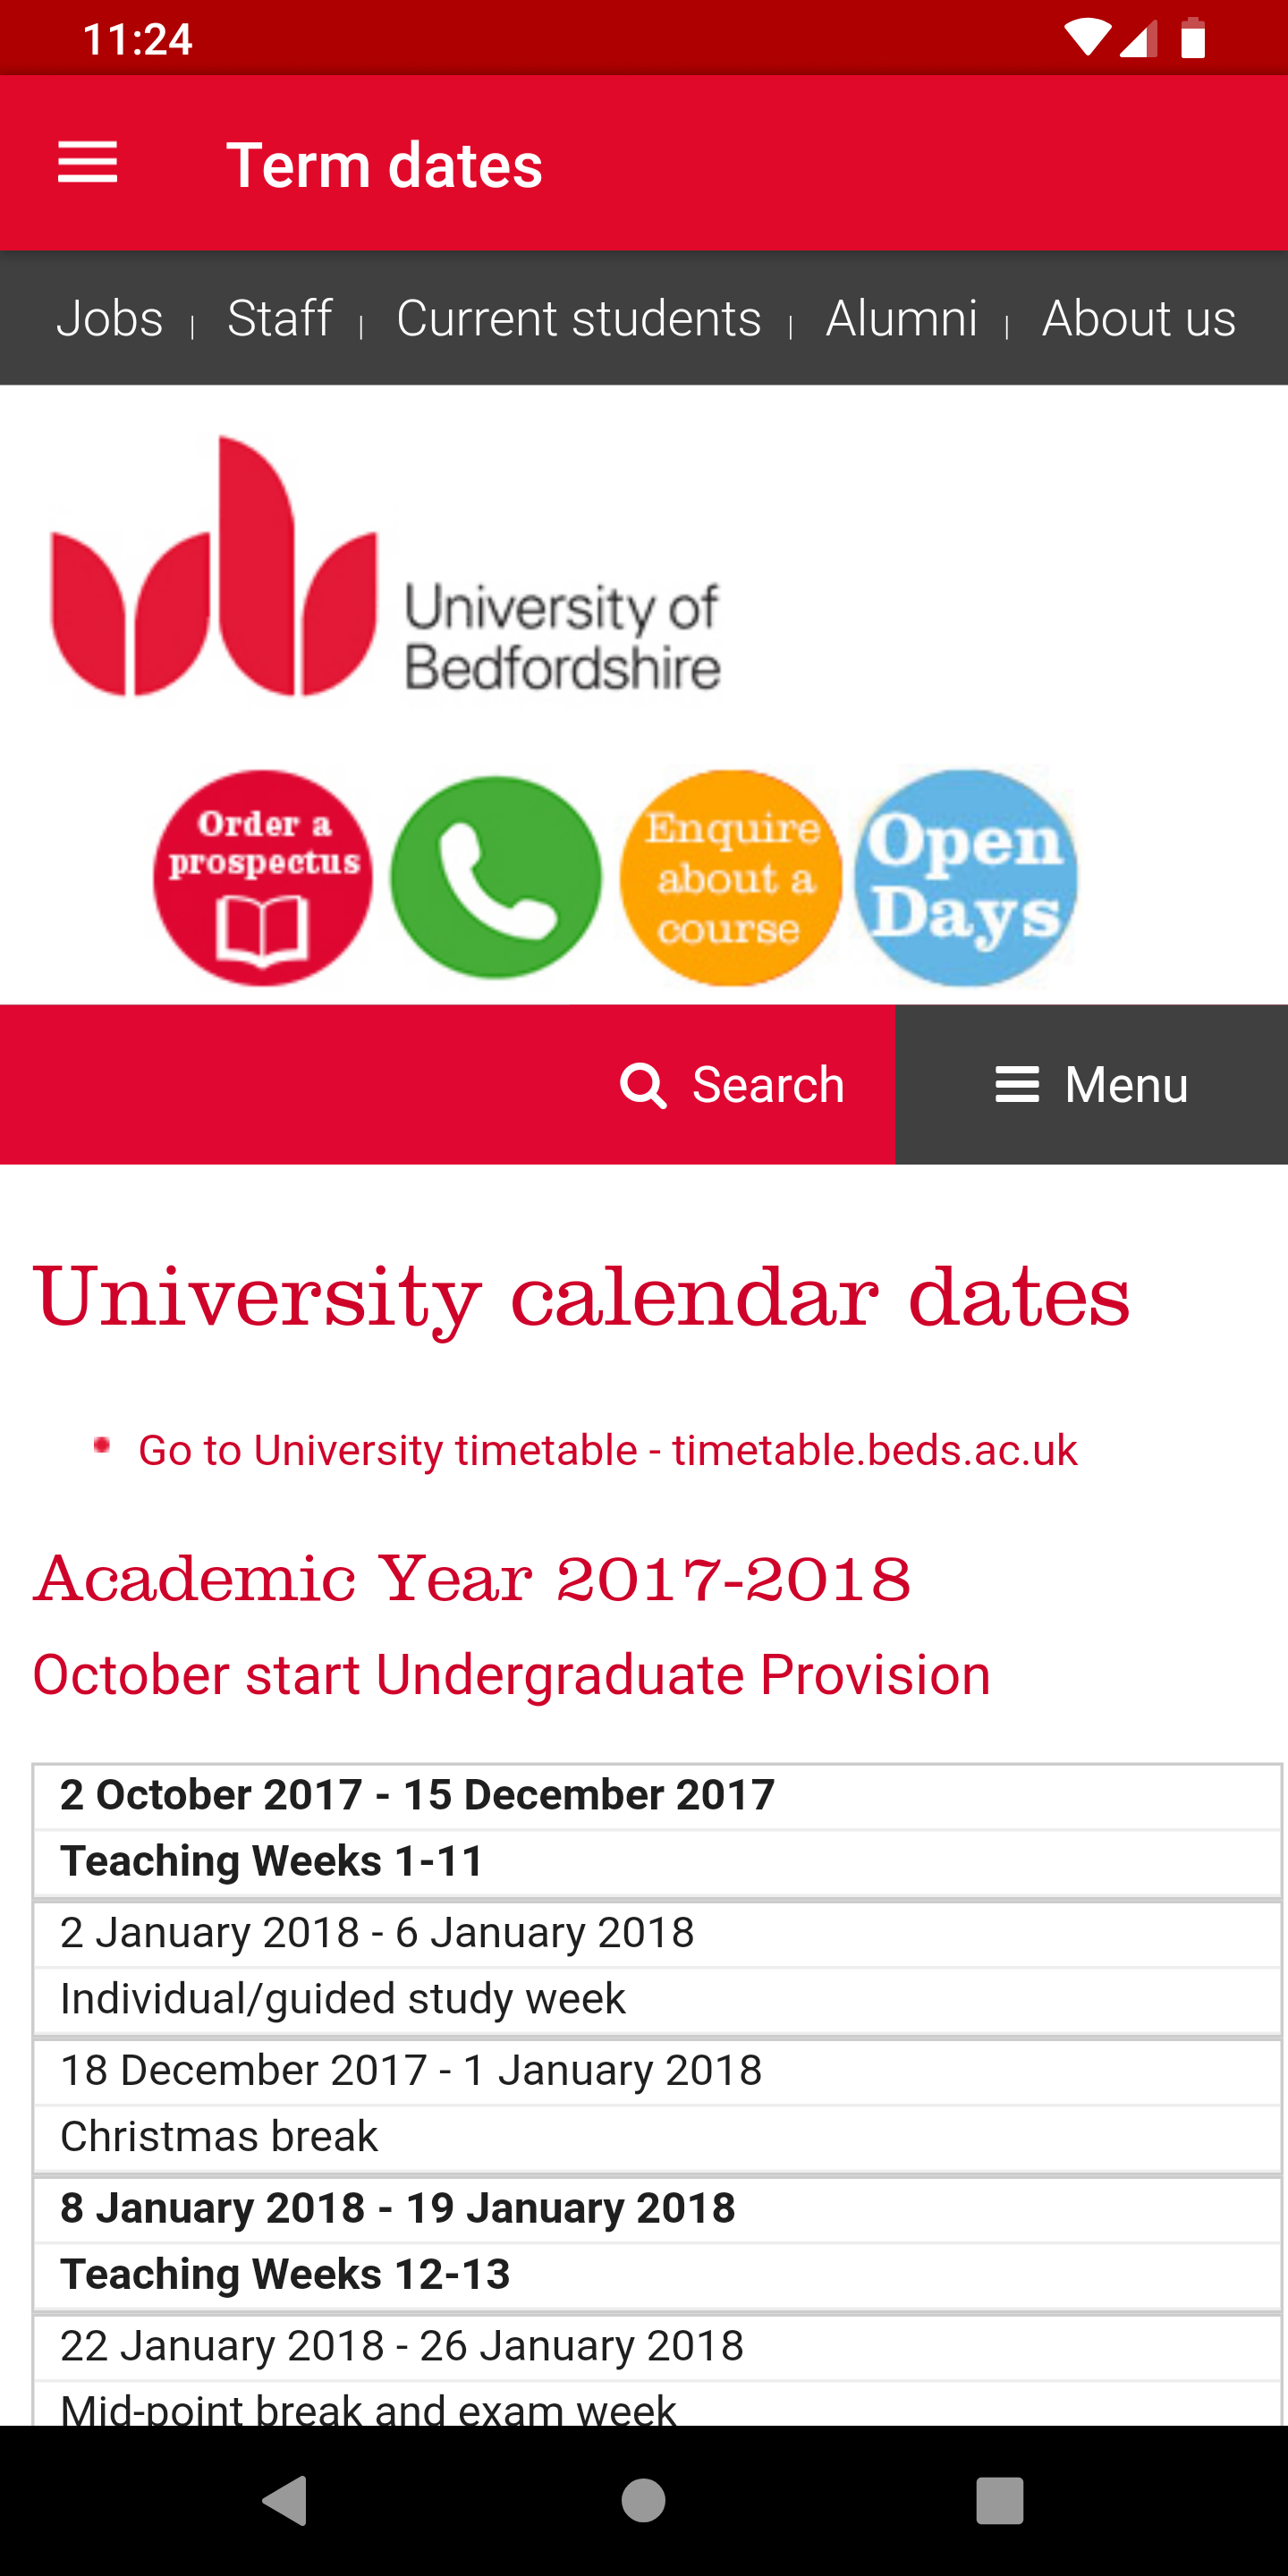 11:24
Term dates
Jobs | Staff | Current students | Alumni | About us
University of
Bedfordshire
Order a
prospectus
Enquire
about a
course
Open
Days
Search
Menu
University calendar dates
Go to University timetable - timetable.beds.ac.uk
Academic Year 2017-2018
October start Undergraduate Provision
2 October 2017 - 15 December 2017
Teaching Weeks 1-11
2 January 2018 - 6 January 2018
Individual/guided study week
18 December 2017 - 1 January 2018
Christmas break
8 January 2018 - 19 January 2018
Teaching Weeks 12-13
22 January 2018 - 26 January 2018
Mid-point break and exam week